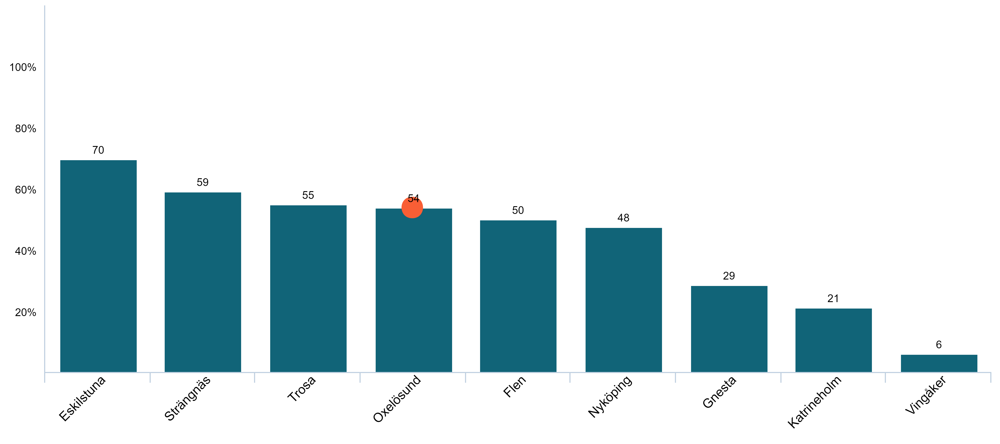 100%
80%
60%
40%
20%
70
59
55
54
50
48
29
21
6
Eskilstuna
Strängnäs
Trosa
Oxelösund
Flen
Nyköping
Gnesta
Katrineholm
Vingåker